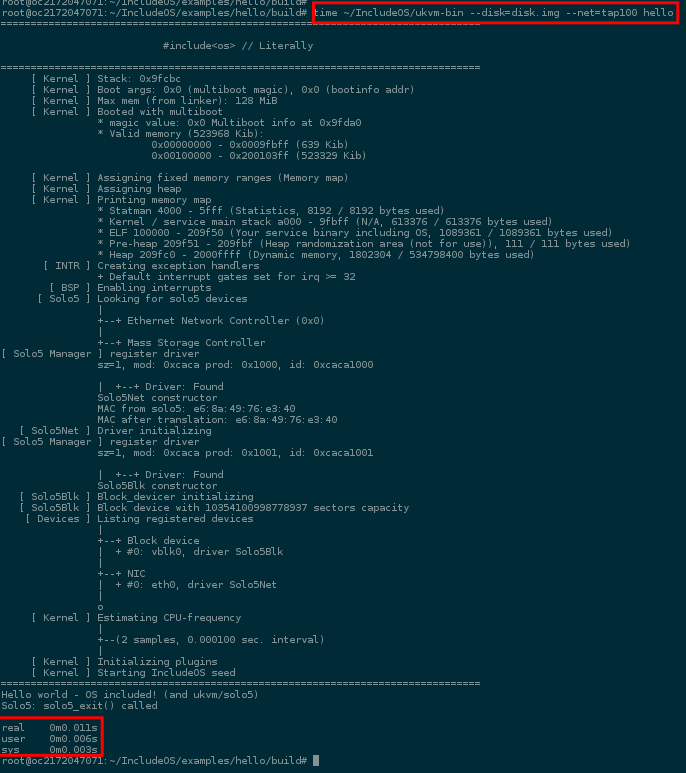 root@oc2172047071:~/IncludeOS/examples/hello/build#
root@oc2172047071:~/IncludeOS/examples/hello/build# time ~/IncludeOS/ukvm-bin --disk=disk.img --net=tap100 hello
================================================================================
#include<os> // Literally
================================================================================
[ Kernel ] Stack: 0x9fcbc
[ Kernel ] Boot args: 0x0 (multiboot magic), 0x0 (bootinfo addr)
[ Kernel ] Max mem (from linker): 128 MiB
[ Kernel ] Booted with multiboot
* magic value: 0x0 Multiboot info at 0x9fda0
* Valid memory (523968 Kib):
0x00000000 - 0x0009fbff (639 Kib)
0x00100000 - 0x200103ff (523329 Kib)
[ Kernel ] Assigning fixed memory ranges (Memory map)
[ Kernel ] Assigning heap
[ Kernel ] Printing memory map
* Statman 4000 - 5fff (Statistics, 8192 / 8192 bytes used)
* Kernel / service main stack a000 - 9fbff (N/A, 613376 / 613376 bytes used)
* ELF 100000 - 209f50 (Your service binary including OS, 1089361 / 1089361 bytes used)
* Pre-heap 209f51 - 209fbf (Heap randomization area (not for use)), 111 / 111 bytes used)
* Heap 209fc0 - 2000ffff (Dynamic memory, 1802304 / 534798400 bytes used)
[ INTR ] Creating exception handlers
+ Default interrupt gates set for irq >= 32
[ BSP ] Enabling interrupts
[ Solo5 ] Looking for solo5 devices
|
+--+ Ethernet Network Controller (0x0)
|
+--+ Mass Storage Controller
[ Solo5 Manager ] register driver
sz=1, mod: 0xcaca prod: 0x1000, id: 0xcaca1000
| +--+ Driver: Found
Solo5Net constructor
MAC from solo5: e6:8a:49:76:e3:40
MAC after translation: e6:8a:49:76:e3:40
[ Solo5Net ] Driver initializing
[ Solo5 Manager ] register driver
sz=1, mod: 0xcaca prod: 0x1001, id: 0xcaca1001
| +--+ Driver: Found
Solo5Blk constructor
[ Solo5Blk ] Block_devicer initializing
[ Solo5Blk ] Block device with 10354100998778937 sectors capacity
[ Devices ] Listing registered devices
|
+--+ Block device
| + #0: vblk0, driver Solo5Blk
|
+--+ NIC
| + #0: eth0, driver Solo5Net
|
o
[ Kernel ] Estimating CPU-frequency
|
+--(2 samples, 0.000100 sec. interval)
|
[ Kernel ] Initializing plugins
[ Kernel ] Starting IncludeOS seed
================================================================================
Hello world - OS included! (and ukvm/solo5)
Solo5: solo5_exit() called
real 0m0.011s
user 0m0.006s
sys 0m0.003s
root@oc2172047071:~/IncludeOS/examples/hello/build#